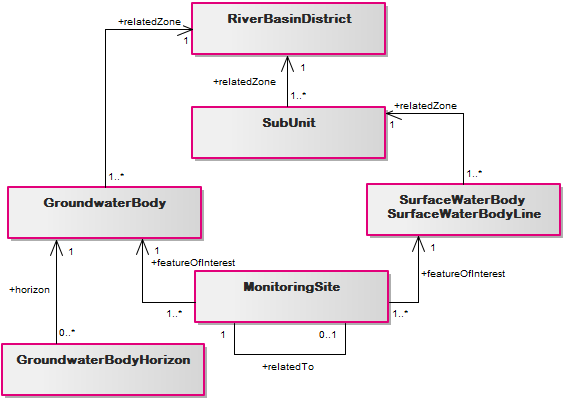 +relatedZone
RiverBasinDistrict
1
1
+relatedZone
1..*
+relatedZone
SubUnit
1
1..*
1..*
GroundwaterBody
SurfaceWaterBody
SurfaceWaterBodyLine
1
1
1
+featureOfInterest
+featureOfInterest
+horizon
MonitoringSite
1..*
1..*
0..*
1
0..1
GroundwaterBodyHorizon
+relatedTo